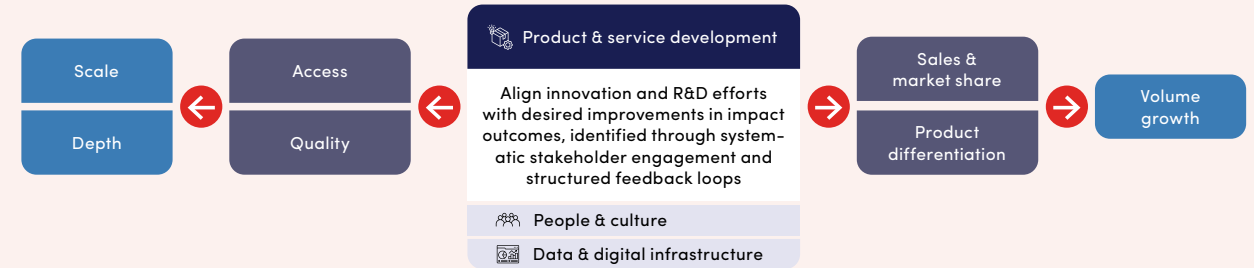 Scale
Depth
Access
Quality
Product & service development
Align innovation and R&D efforts
with desired improvements in impact
outcomes, identified through system-
atic stakeholder engagement and
structured feedback loops
People & culture
Data & digital infrastructure
Sales &
market share
Product
differentiation
Volume
growth